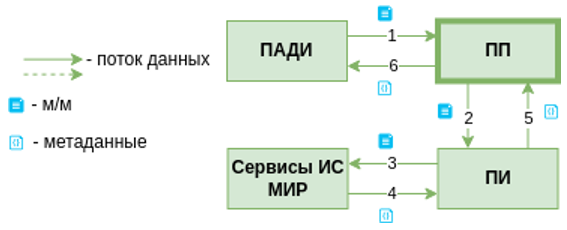 1
ПАДИ
ПП
6
- поток данных
- м/м
2
5
- метаданные
3
Сервисы ИС
МИР
ПИ
4